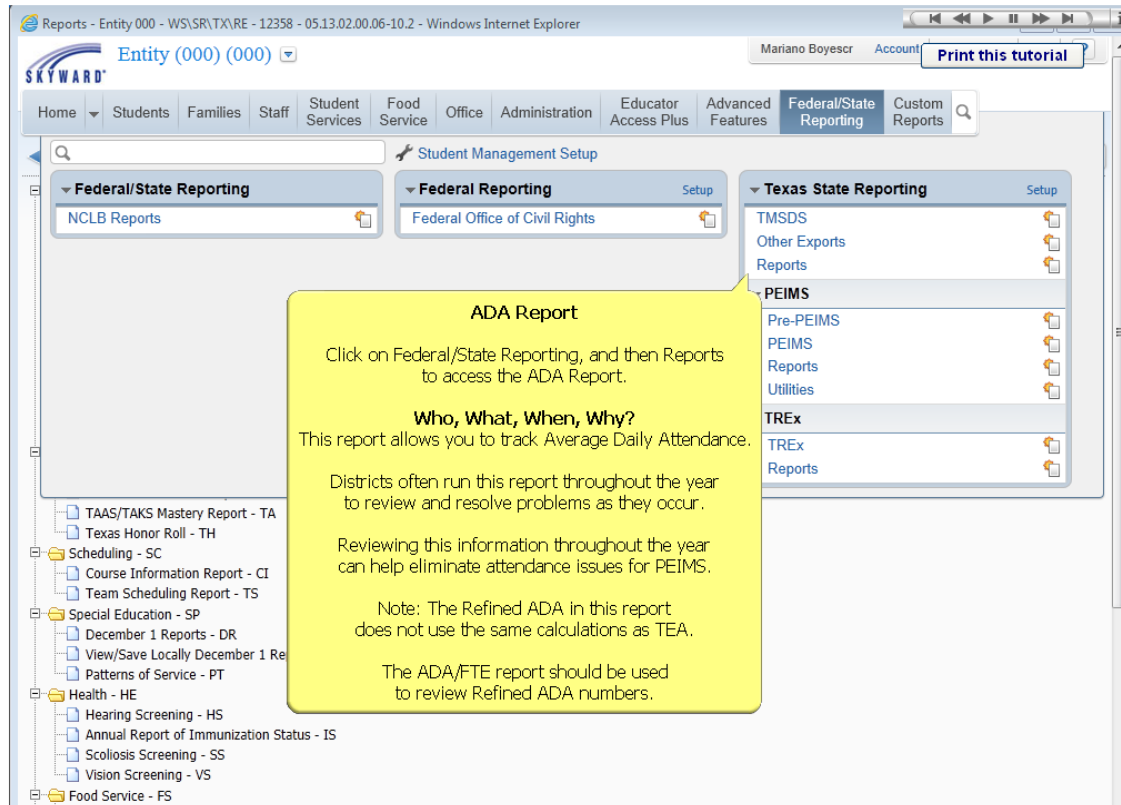 Reports - Entity 000 - WS\SR\TX\RE - 12358 - 05.13.02.00.06-10.2 - Windows Internet Explorer
SKYWARD
Entity (000) (000)
Mariano Boyescr Account
Print this tutorial
?
Home Students Families Staff Student Services Food Service Office Administration Educator Access Plus Advanced Features Federal/State Reporting Custom Reports
Student Management Setup
Federal/State Reporting
NCLB Reports
Federal Reporting Setup
Federal Office of Civil Rights
Texas State Reporting Setup
TMSDS
Other Exports
Reports
PEIMS
Pre-PEIMS
PEIMS
Reports
Utilities
TREx
TREx
Reports
ADA Report
Click on Federal/State Reporting, and then Reports
to access the ADA Report.
Who, What, When, Why?
This report allows you to track Average Daily Attendance.
Districts often run this report throughout the year
to review and resolve problems as they occur.
Reviewing this information throughout the year
can help eliminate attendance issues for PEIMS.
Note: The Refined ADA in this report
does not use the same calculations as TEA.
The ADA/FTE report should be used
to review Refined ADA numbers.
TAAS/TAKS Mastery Report - TA
Texas Honor Roll - TH
Scheduling - SC
Course Information Report - CI
Team Scheduling Report - TS
Special Education - SP
December 1 Reports - DR
View/Save Locally December 1 Re
Patterns of Service - PT
Health - HE
Hearing Screening - HS
Annual Report of Immunization Status - IS
Scoliosis Screening - SS
Vision Screening - VS
Food Service - FS